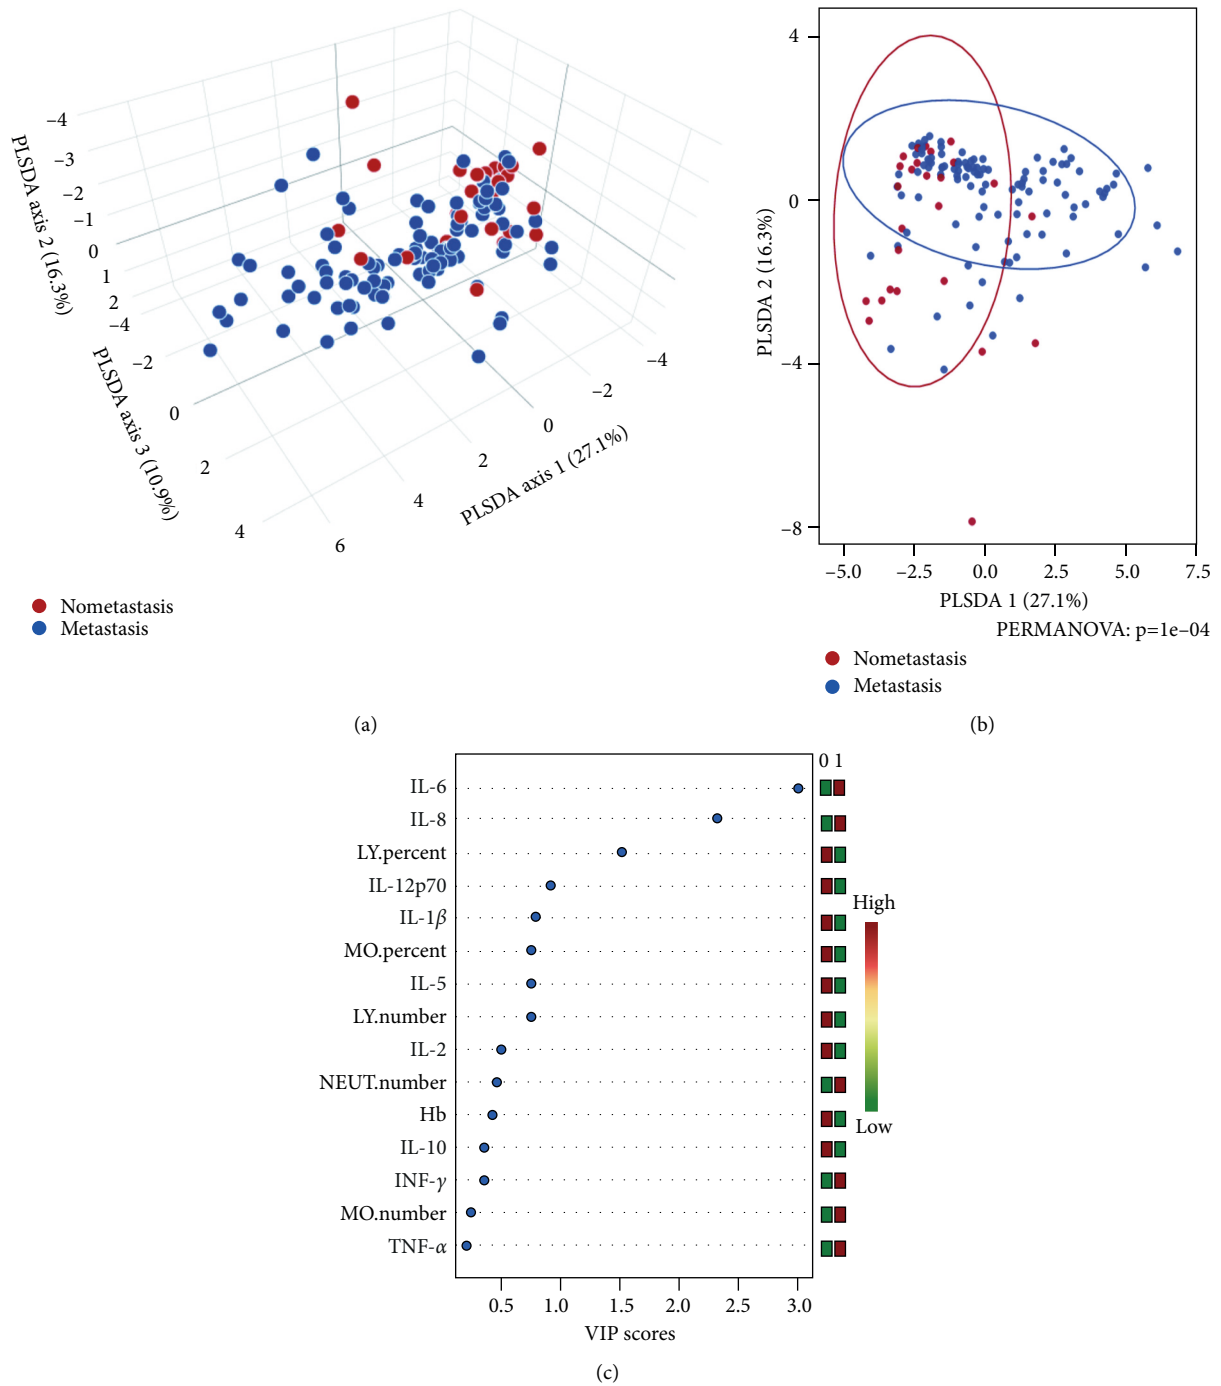 −4
−3
−2
−1
0
1
2
PLSDA axis 2 (16.3%)
−4
−2
0
2
4
PLSDA axis 3 (10.9%)
6
4
2
0
−2
−4
PLSDA axis 1 (27.1%)
Nometastasis
Metastasis
(a)
4
0
−4
−8
PLSDA 2 (16.3%)
−5.0 −2.5 0.0 2.5 5.0 7.5
PLSDA 1 (27.1%)
PERMANOVA: p=1e−04
Nometastasis
Metastasis
(b)
0 1
IL-6
IL-8
LY.percent
IL-12p70
IL-1β
MO.percent
IL-5
LY.number
IL-2
NEUT.number
Hb
IL-10
INF-γ
MO.number
TNF-α
High
Low
0.5 1.0 1.5 2.0 2.5 3.0
VIP scores
(c)